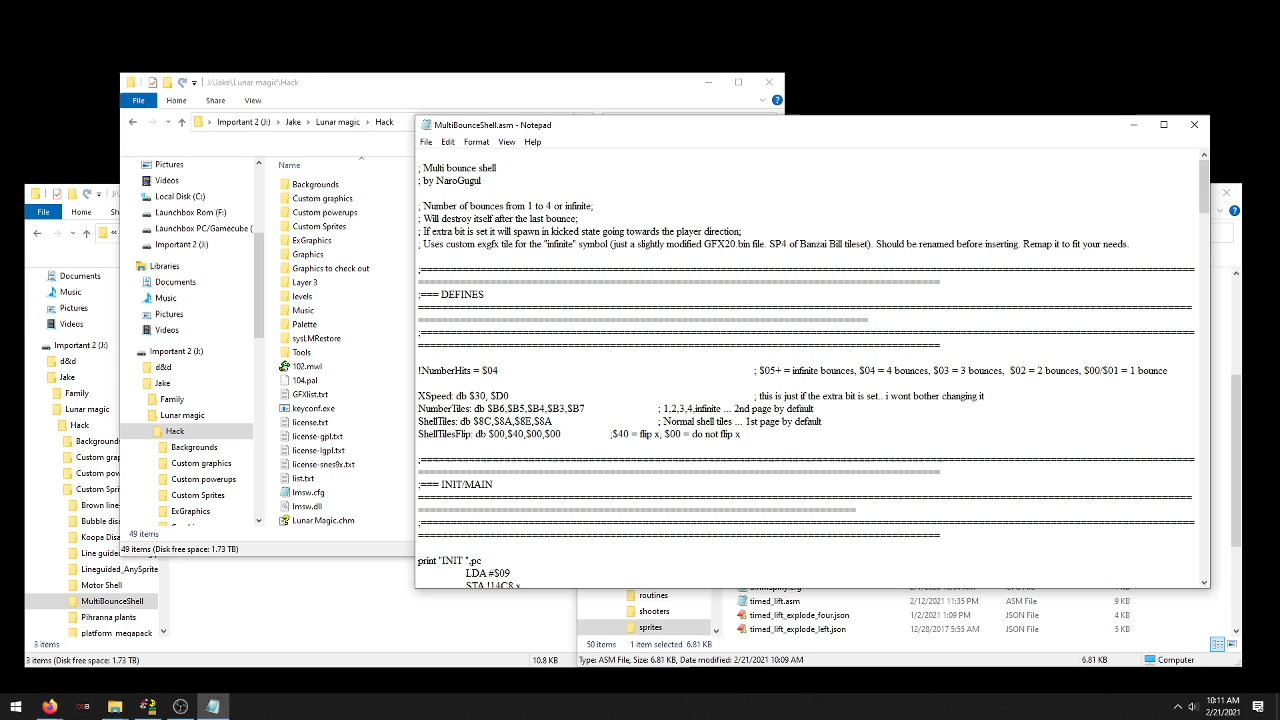 J:\Jake\Lunar magic\Hack
File
Home
Share
View
Important 2 (J:)
Jake
Lunar magic
Hack
Pictures
Videos
Local Disk (C:)
Launchbox Rom (F:)
Launchbox PC/Gamecube (
Important 2 (J:)
Libraries
Documents
Music
Pictures
Videos
Important 2 (J:)
d&d
Jake
Family
Lunar magic
Hack
Backgrounds
Custom graphics
Custom powerups
Custom Sprites
ExGraphics
Name
Backgrounds
Custom graphics
Custom powerups
Custom Sprites
ExGraphics
Graphics
Graphics to check out
Layer 3
levels
Music
Palette
sysLMRestore
Tools
102.mwl
104.pal
GFXlist.txt
keyconf.exe
license.txt
license-gpl.txt
license-lgpl.txt
license-snes9x.txt
list.txt
lmsw.cfg
lmsw.dll
Lunar Magic.chm
49 items
49 items (Disk free space: 1.73 TB)
MultiBounceShell.asm - Notepad
File
Edit
Format
View
Help
; Multi bounce shell
; by NaroGugul
; Number of bounces from 1 to 4 or infinite;
; Will destroy itself after the last bounce;
; If extra bit is set it will spawn in kicked state going towards the player direction;
; Uses custom exgfx tile for the "infinite" symbol (just a slightly modified GFX20.bin file. SP4 of Banzai Bill tileset). Should be renamed before inserting. Remap it to fit your needs.
;=== DEFINES
!NumberHits = $04 ; $05+ = infinite bounces, $04 = 4 bounces, $03 = 3 bounces, $02 = 2 bounces, $00/$01 = 1 bounce
XSpeed: db $30, $D0 ; this is just if the extra bit is set.. i wont bother changing it
NumberTiles: db $B6,$B5,$B4,$B3,$B7 ; 1,2,3,4,infinite ... 2nd page by default
ShellTiles: db $8C,$8A,$8E,$8A ; Normal shell tiles ... 1st page by default
ShellTilesFlip: db $00,$40,$00,$00 ;$40 = flip x, $00 = do not flip x
;=== INIT/MAIN
print "INIT ",pc
LDA #$09
STA !14C8,x
File
Home
Sh
Documents
Music
Pictures
Videos
Important 2 (J:)
d&d
Jake
Family
Lunar magic
Hack
Backgrounds
Custom grap
Custom pow
Custom Sprit
Brown line
Bubble disa
Koopa Disa
Line guided
Lineguided_AnySprite
Motor Shell
MultiBounceShell
Pihranna plants
platform_megapack
3 items
3 items (Disk free space: 1.73 TB)
10.8 KB
routines
shooters
sprites
timed_lift.asm
2/12/2021 11:35 PM
ASM File
9 KB
timed_lift_explode_four.json
1/2/2021 1:09 PM
JSON File
4 KB
timed_lift_explode_left.json
12/28/2017 5:55 AM
JSON File
5 KB
50 items
1 item selected 6.81 KB
Type: ASM File, Size: 6.81 KB, Date modified: 2/21/2021 10:09 AM
6.81 KB
Computer
10:11 AM
2/21/2021